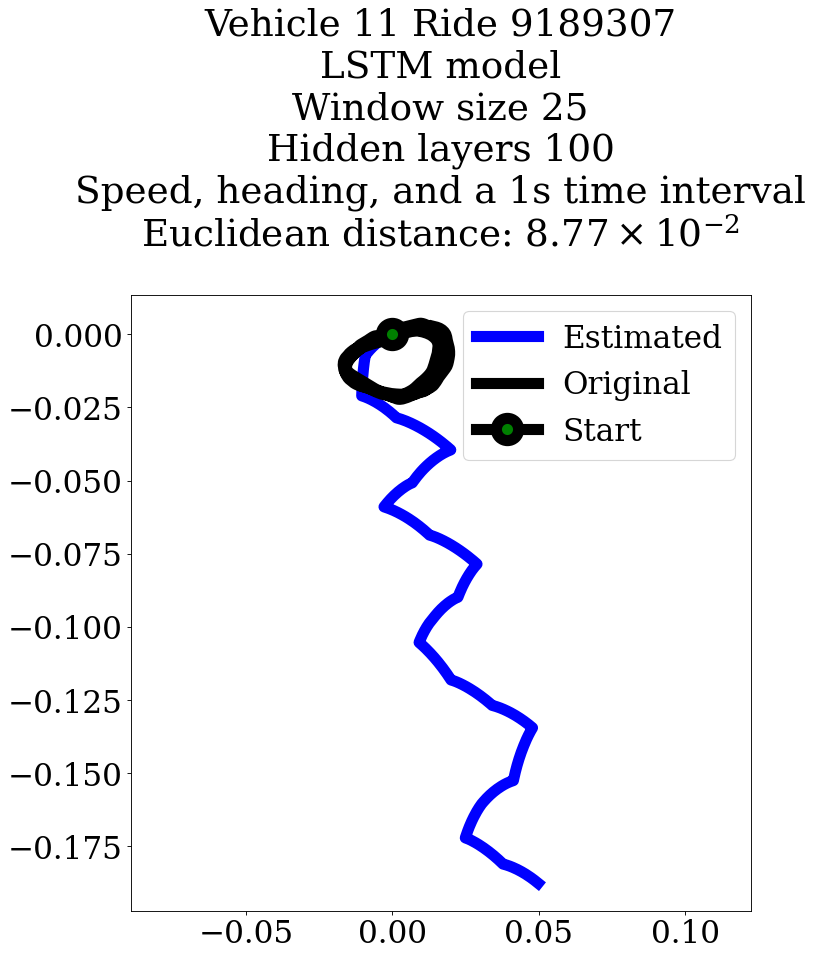 Vehicle 11 Ride 9189307
LSTM model
Window size 25
Hidden layers 100
Speed, heading, and a 1s time interval
Euclidean distance: 8.77 × 10⁻²
Estimated
Original
Start
0.000
−0.025
−0.050
−0.075
−0.100
−0.125
−0.150
−0.175
−0.05 0.00 0.05 0.10